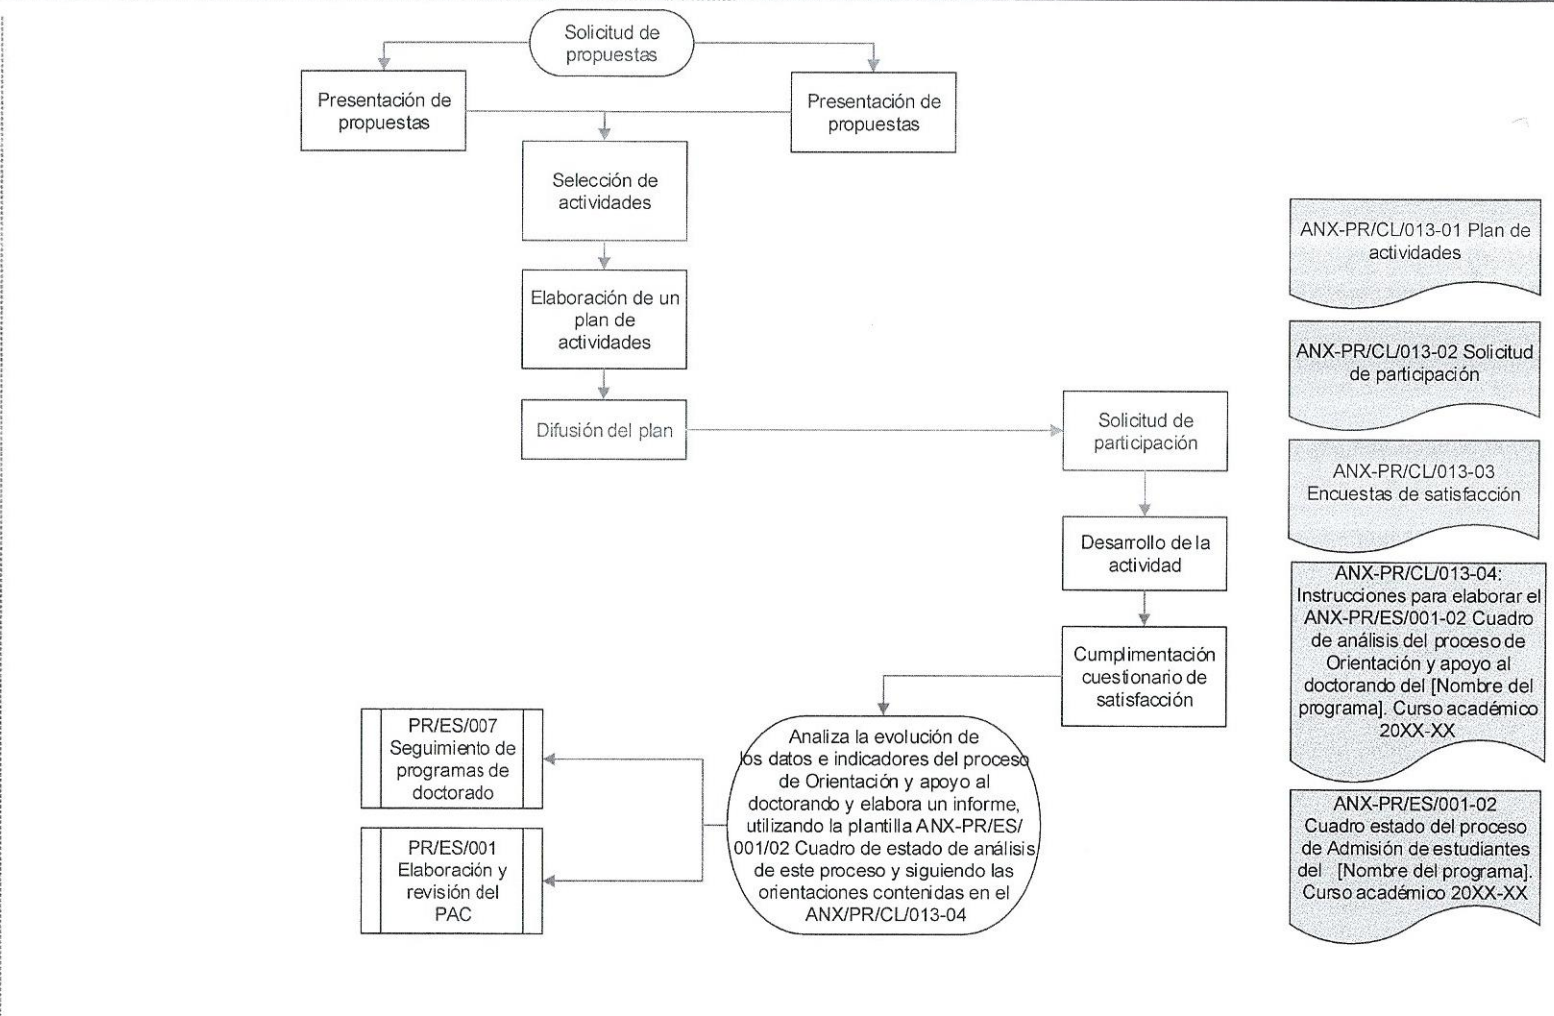 Solicitud de
propuestas
Presentación de
propuestas
Presentación de
propuestas
Selección de
actividades
Elaboración de un
plan de
actividades
Difusión del plan
Solicitud de
participación
Desarrollo de la
actividad
Cumplimentación
cuestionario de
satisfacción
Analiza la evolución de
los datos e indicadores del proceso
de Orientación y apoyo al
doctorando y elabora un informe,
utilizando la plantilla ANX-PR/ES/
001/02 Cuadro de estado de análisis
de este proceso y siguiendo las
orientaciones contenidas en el
ANX/PR/CL/013-04
PR/ES/007
Seguimiento de
programas de
doctorado
PR/ES/001
Elaboración y
revisión del
PAC
ANX-PR/CL/013-01 Plan de
actividades
ANX-PR/CL/013-02 Solicitud
de participación
ANX-PR/CL/013-03
Encuestas de satisfacción
ANX-PR/CL/013-04:
Instrucciones para elaborar el
ANX-PR/ES/001-02 Cuadro
de análisis del proceso de
Orientación y apoyo al
doctorando del [Nombre del
programa]. Curso académico
20XX-XX
ANX-PR/ES/001-02
Cuadro estado del proceso
de Admisión de estudiantes
del [Nombre del programa].
Curso académico 20XX-XX